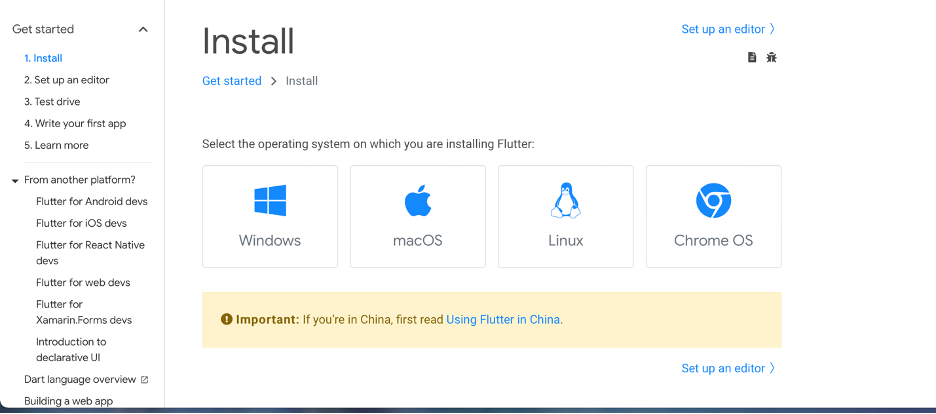 Get started
1. Install
2. Set up an editor
3. Test drive
4. Write your first app
5. Learn more
From another platform?
Flutter for Android devs
Flutter for iOS devs
Flutter for React Native
devs
Flutter for web devs
Flutter for
Xamarin.Forms devs
Introduction to
declarative UI
Dart language overview
Building a web app
Set up an editor
Install
Get started > Install
Select the operating system on which you are installing Flutter:
Windows
macOS
Linux
Chrome OS
Important: If you're in China, first read Using Flutter in China.
Set up an editor